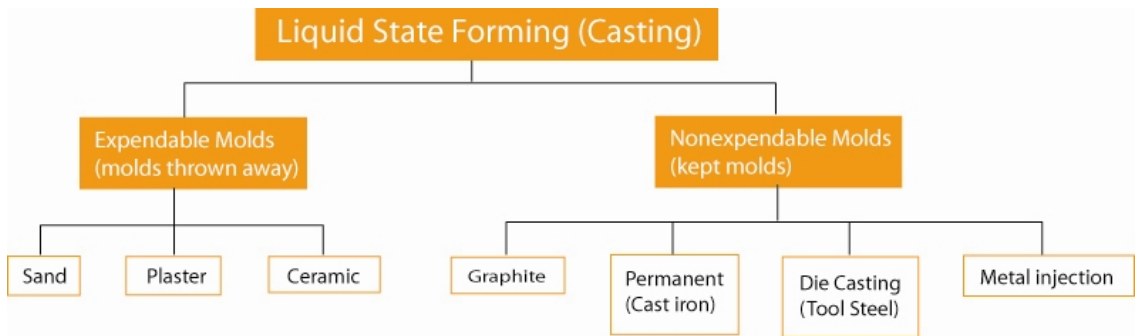 Liquid State Forming (Casting)
Expendable Molds
(molds thrown away)
Nonexpendable Molds
(kept molds)
Sand
Plaster
Ceramic
Graphite
Permanent
(Cast iron)
Die Casting
(Tool Steel)
Metal injection